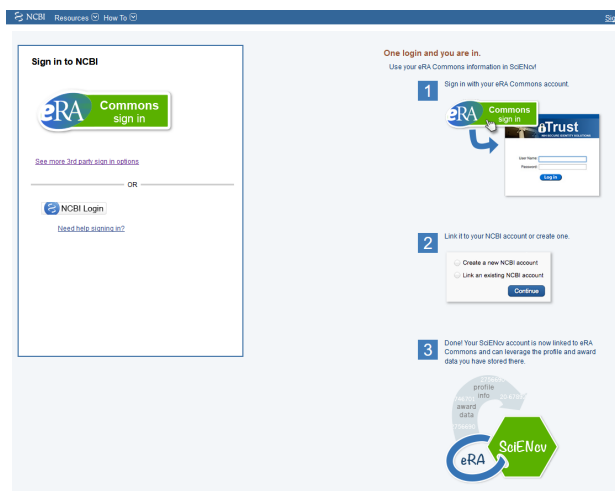 NCBI Resources How To
Sign in to NCBI
eRA Commons
sign in
See more 3rd party sign in options
OR
NCBI Login
Need help signing in?
One login and you are in.
Use your eRA Commons information in SciENcv!
1
Sign in with your eRA Commons account.
eRA Commons
sign in
iTrust
User Name
Password
Log In
2
Link it to your NCBI account or create one.
Create a new NCBI account
Link an existing NCBI account
Continue
3
Done! Your SciENcv account is now linked to eRA
Commons and can leverage the profile and award
data you have stored there.
profile
info
award
data
eRA
SciENcv